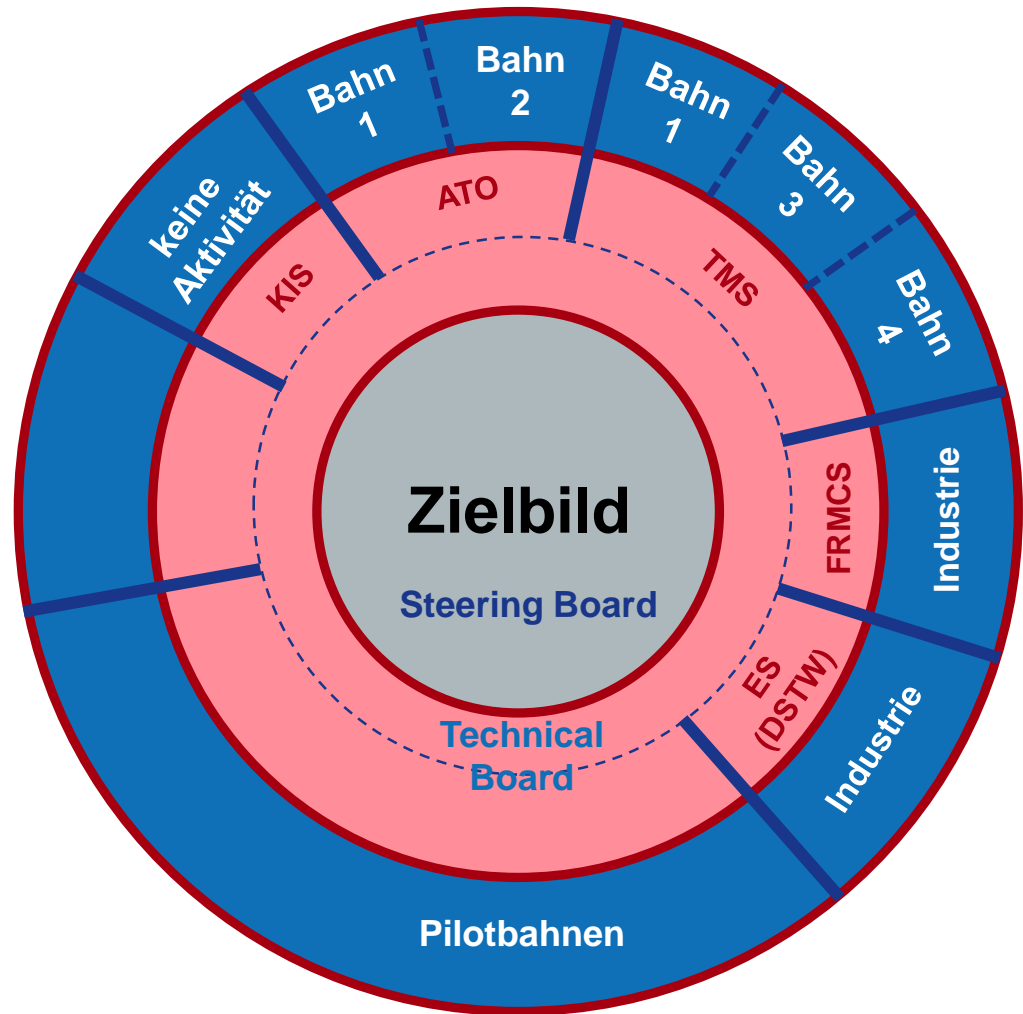 Bahn
1
Bahn
2
Bahn
1
Bahn
3
Bahn
4
keine
Aktivität
KIS
ATO
TMS
FRMCS
Industrie
ES
(DSTW)
Industrie
Zielbild
Steering Board
Technical
Board
Pilotbahnen